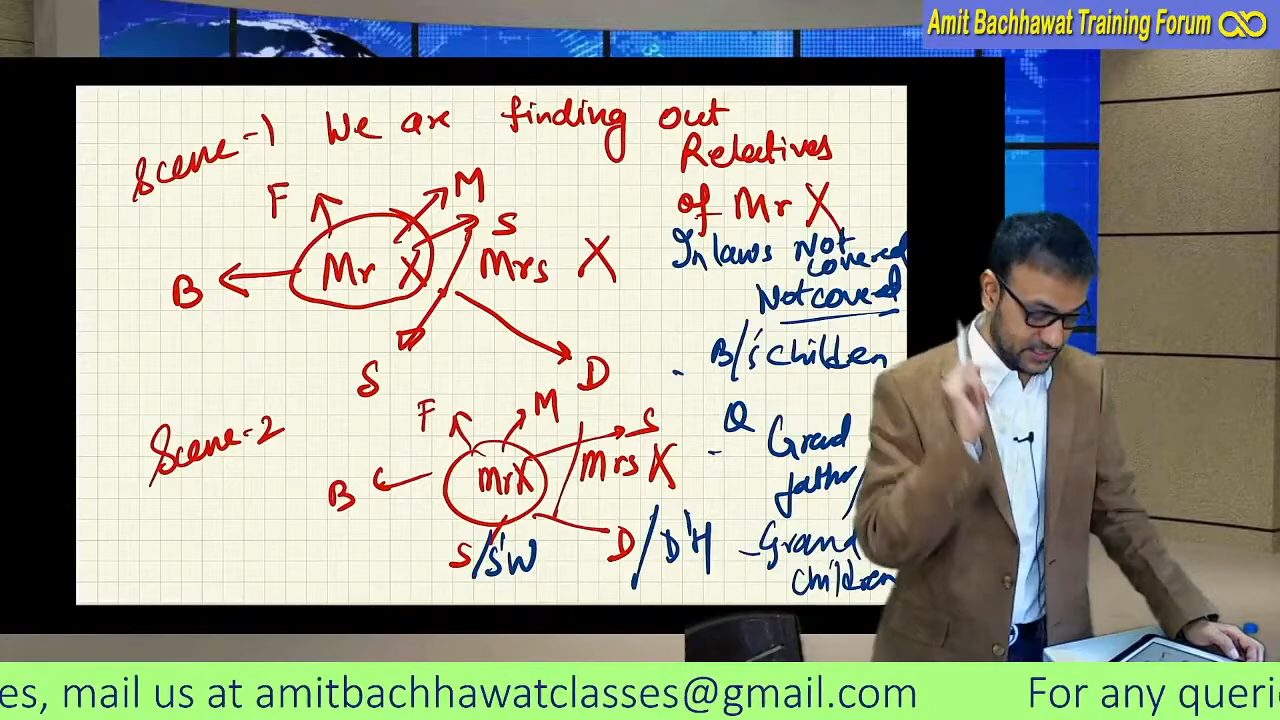 Amit Bachhawat Training Forum
Scene-1 We are finding out
Relatives
of Mr X
F M
S
Mr X Mrs X
B
S
D
In laws Not
covered
Not covered
- B/S' children
Scene-2
F M
S
Mr X Mrs X
B
S/S'W D/D'H
- Grand
father/
- Grand
children
es, mail us at amitbachhawatclasses@gmail.com For any queri